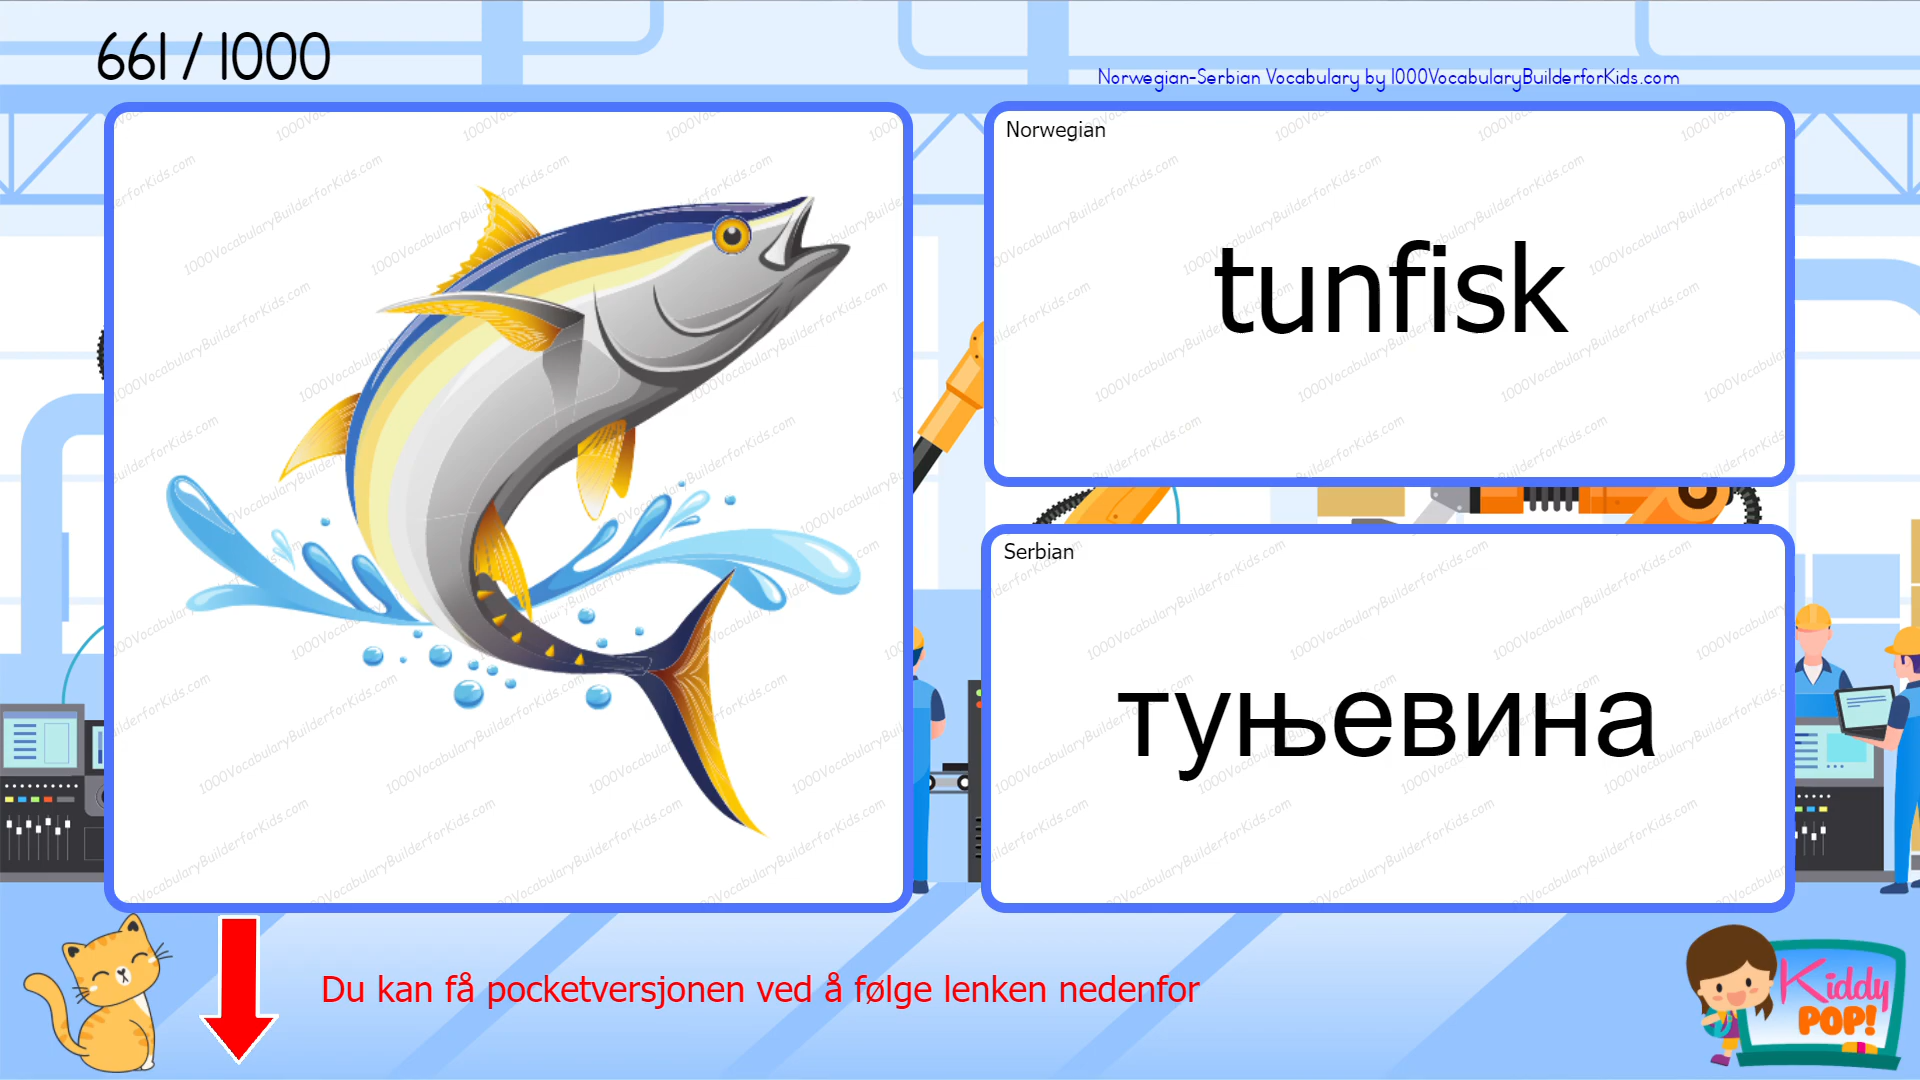 661 / 1000
Norwegian-Serbian Vocabulary by 1000VocabularyBuilderforKids.com
Norwegian
tunfisk
Serbian
туњевина
Du kan få pocketversjonen ved å følge lenken nedenfor
Kiddy
POP!